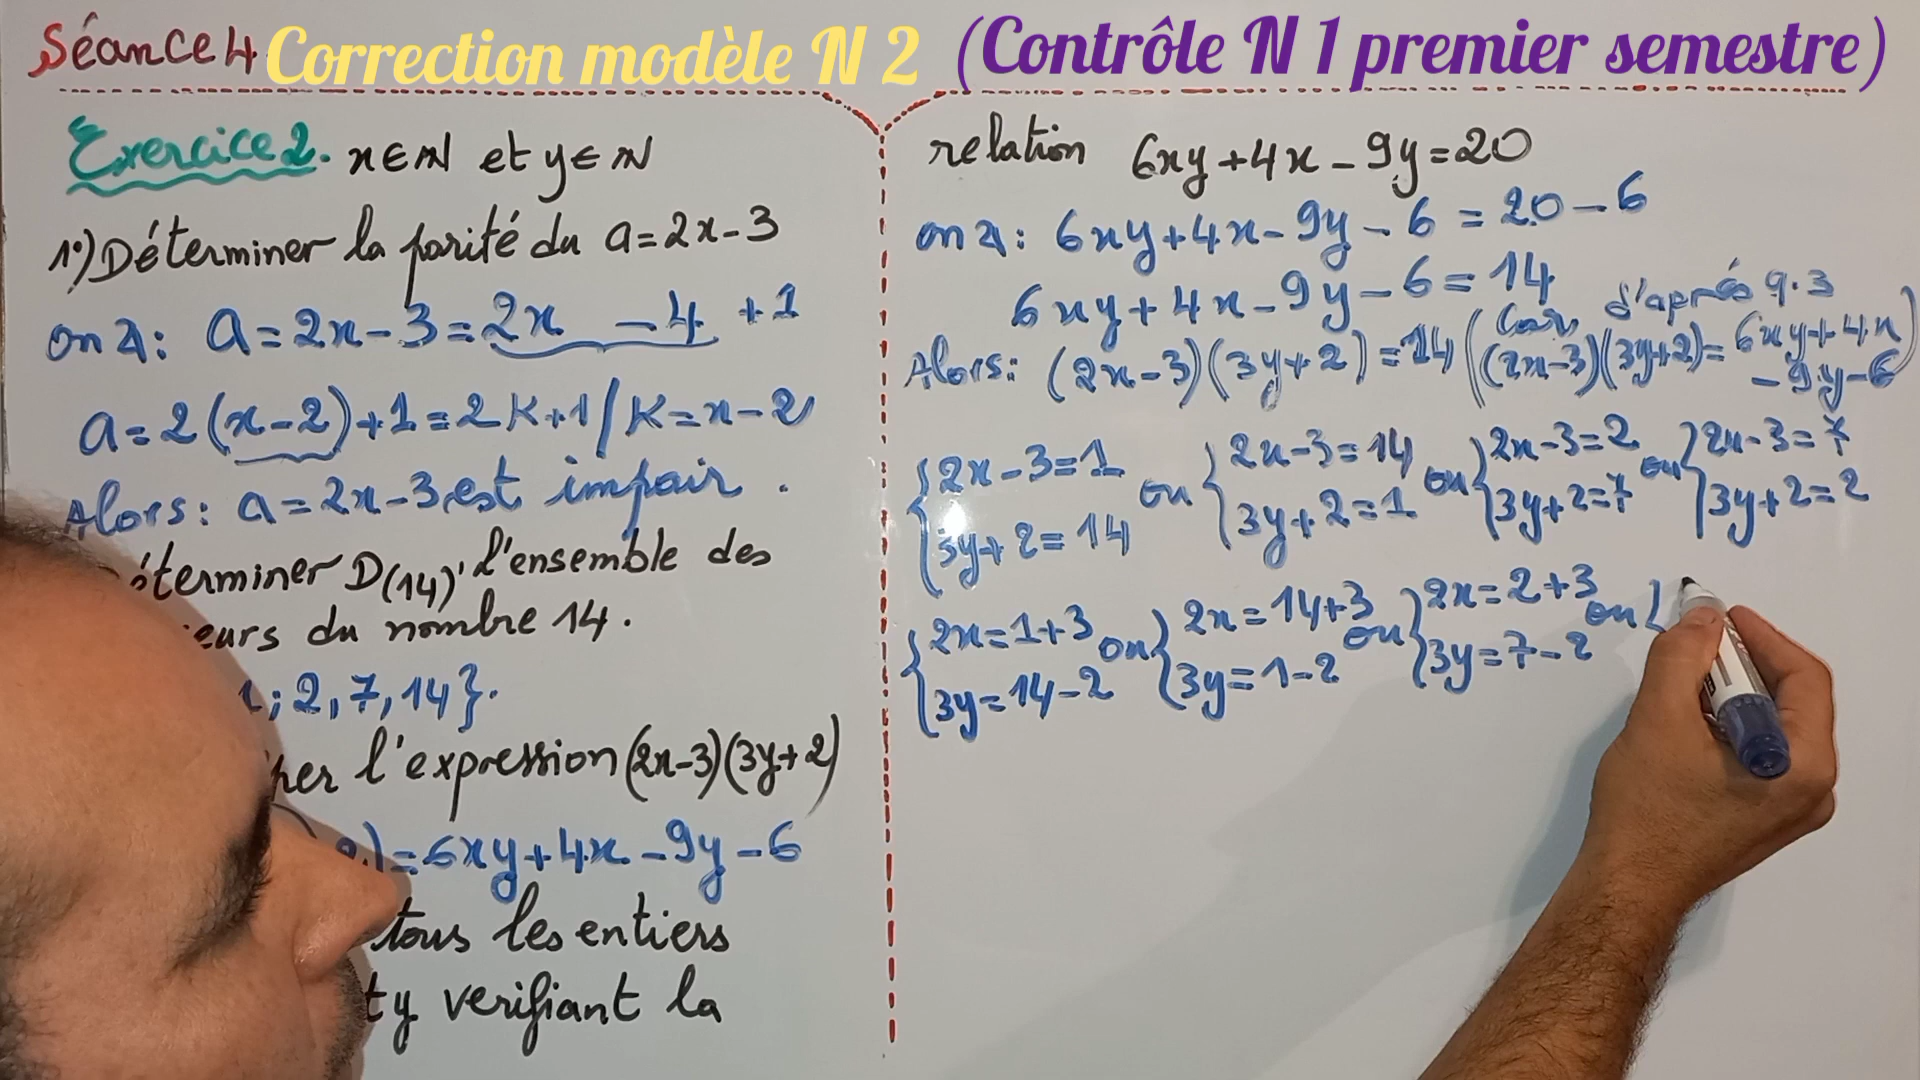 Séance 4 Correction modèle N 2 (Contrôle N 1 premier semestre)
Exercice 2. x∈ℕ et y∈ℕ
1°) Déterminer la parité du a=2x-3
on a: a=2x-3=2x -4 +1
a=2(x-2)+1=2K+1/K=x-2
Alors: a=2x-3 est impair.
éterminer D(14), l'ensemble des
eurs du nombre 14.
; 2, 7, 14}.
her l'expression (2x-3)(3y+2)
)=6xy+4x-9y-6
tous les entiers
t y verifiant la
relation 6xy+4x-9y=20
on a: 6xy+4x-9y-6=20-6
6xy+4x-9y-6=14
Alors: (2x-3)(3y+2)=14 (Car d'après q.3 (2x-3)(3y+2)=6xy+4x-9y-6)
{2x-3=1 ou {2x-3=14 ou {2x-3=2 ou {2x-3=7
3y+2=14 3y+2=1 3y+2=7 3y+2=2
{2x=1+3 ou {2x=14+3 ou {2x=2+3 ou {
3y=14-2 3y=1-2 3y=7-2